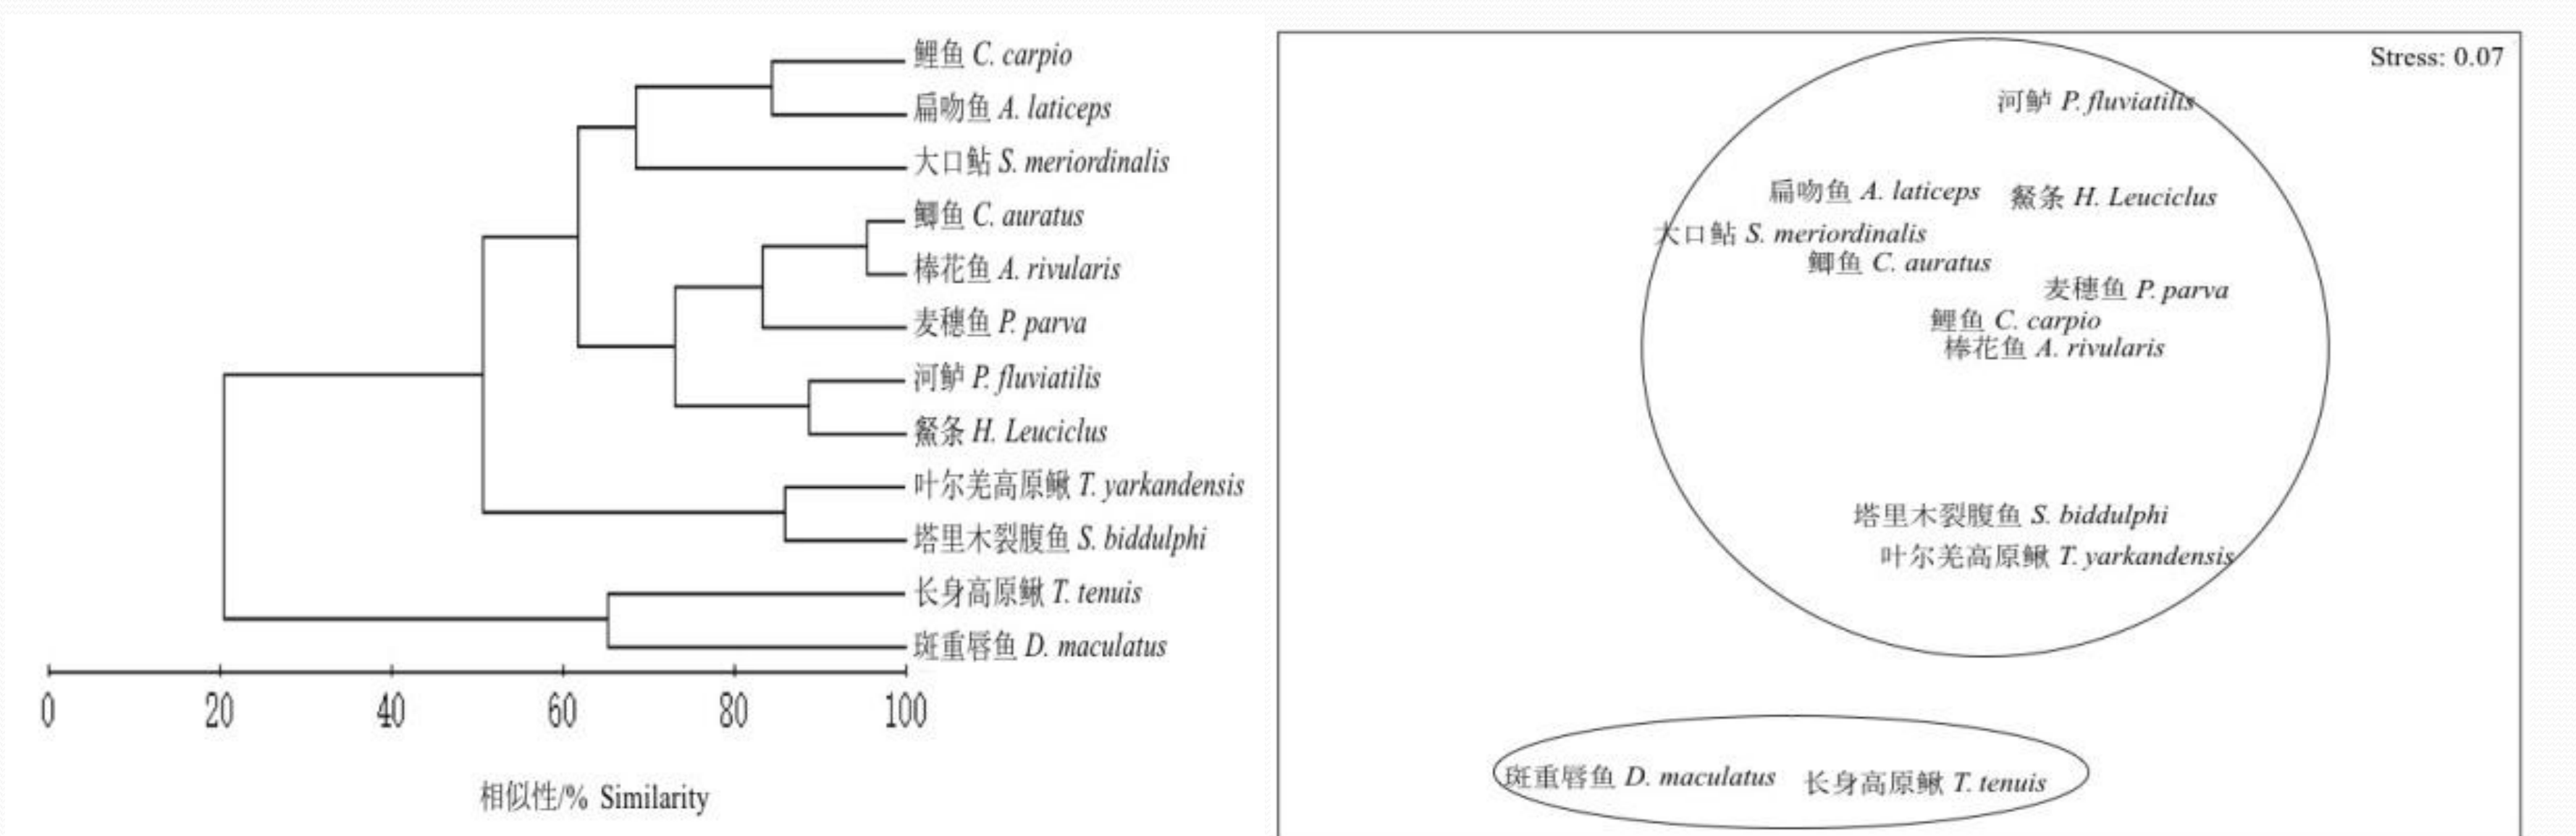 鲤鱼 C. carpio
扁吻鱼 A. laticeps
大口鲇 S. meriordinalis
鲫鱼 C. auratus
棒花鱼 A. rivularis
麦穗鱼 P. parva
河鲈 P. fluviatilis
䱗条 H. Leuciclus
叶尔羌高原鳅 T. yarkandensis
塔里木裂腹鱼 S. biddulphi
长身高原鳅 T. tenuis
斑重唇鱼 D. maculatus
0 20 40 60 80 100
相似性/% Similarity
Stress: 0.07
河鲈 P. fluviatilis
扁吻鱼 A. laticeps
䱗条 H. Leuciclus
大口鲇 S. meriordinalis
鲫鱼 C. auratus
麦穗鱼 P. parva
鲤鱼 C. carpio
棒花鱼 A. rivularis
塔里木裂腹鱼 S. biddulphi
叶尔羌高原鳅 T. yarkandensis
斑重唇鱼 D. maculatus
长身高原鳅 T. tenuis